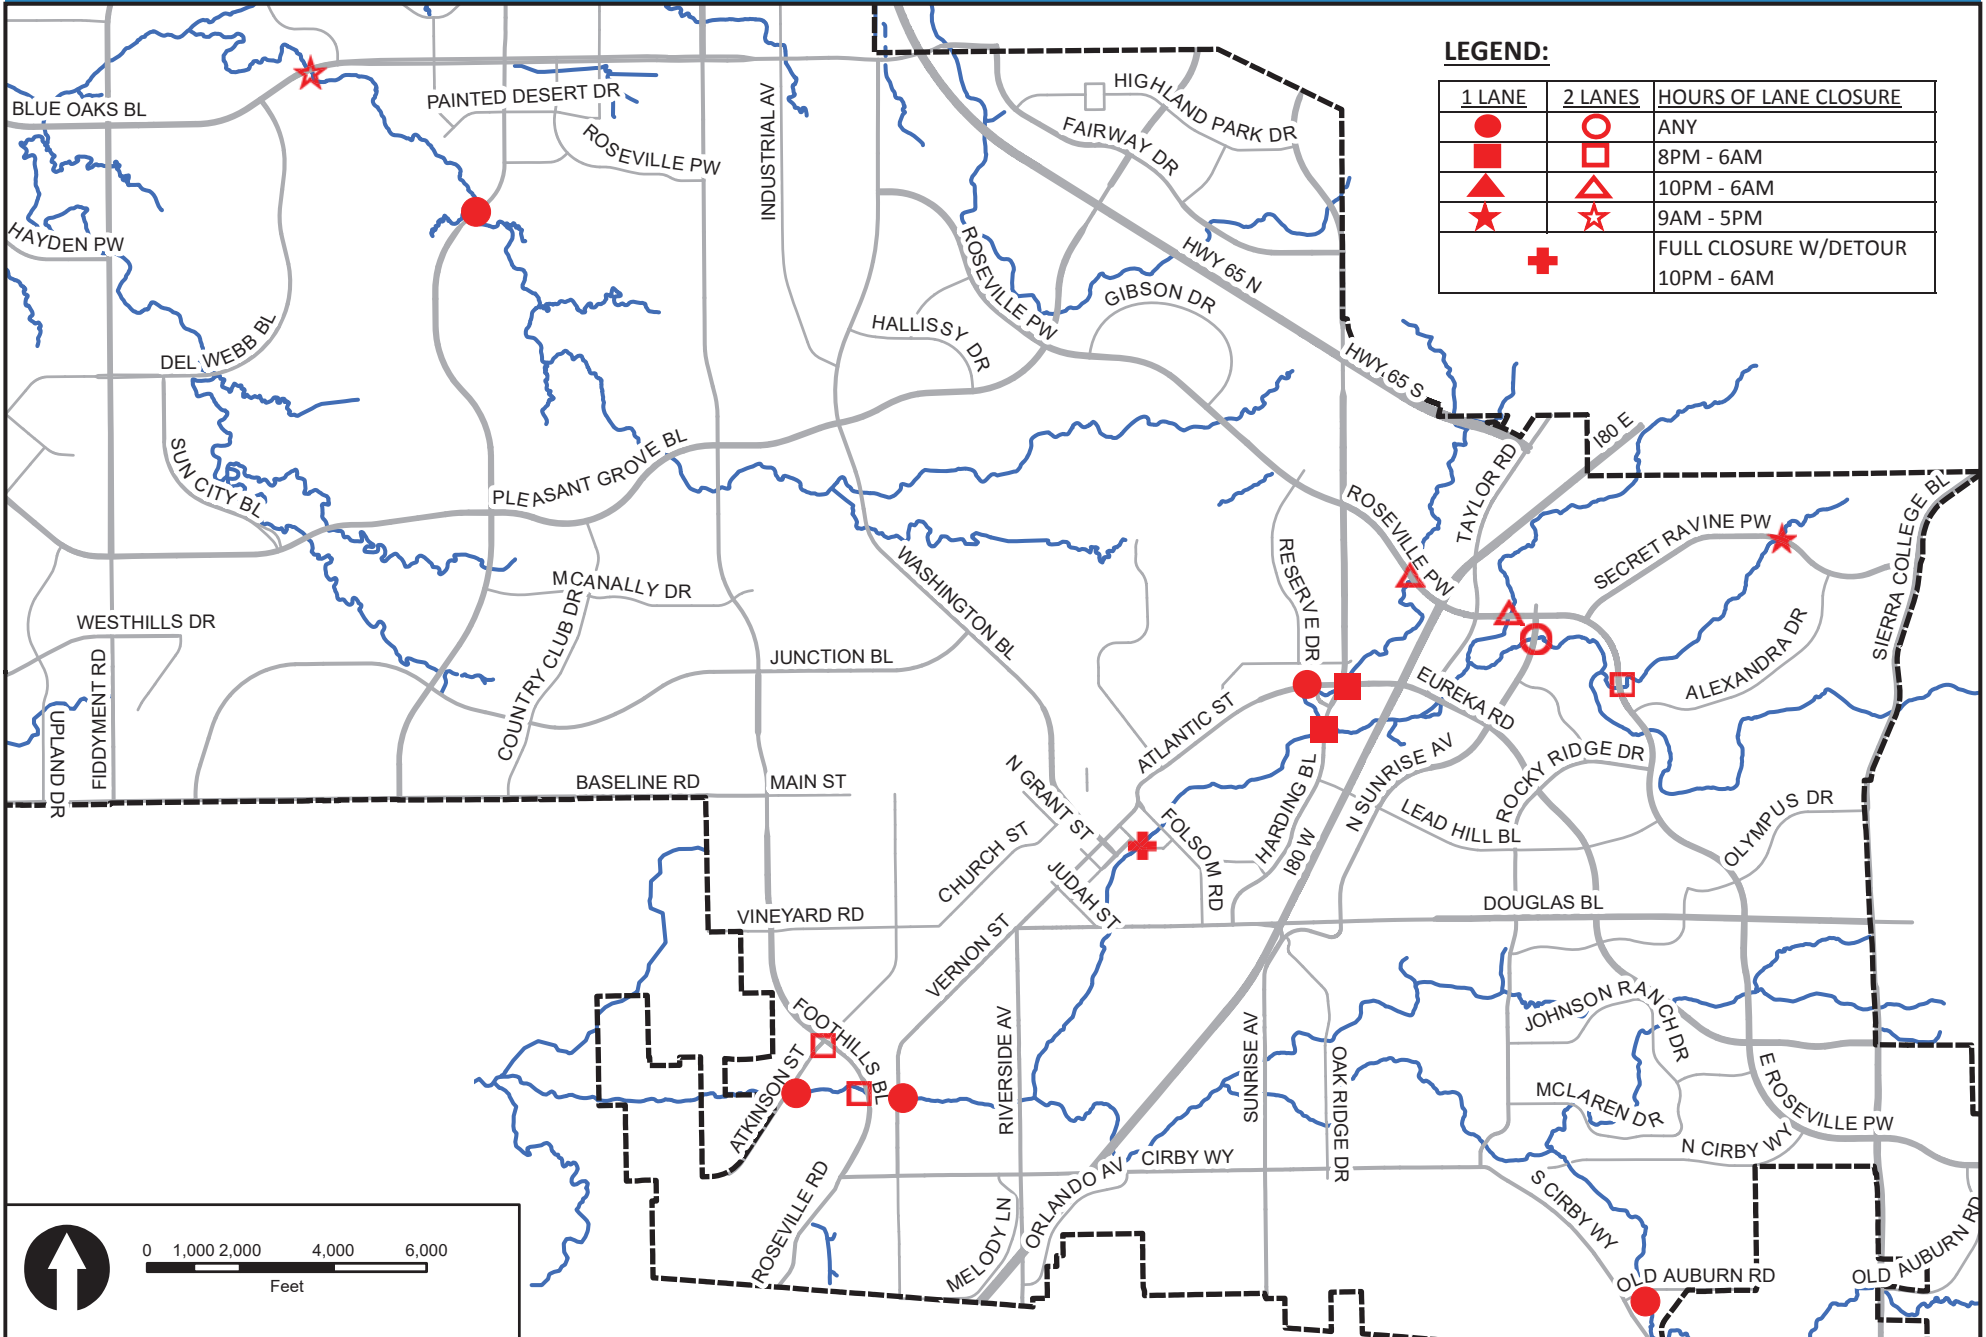 LEGEND:
1 LANE 2 LANES HOURS OF LANE CLOSURE
ANY
8PM - 6AM
10PM - 6AM
9AM - 5PM
FULL CLOSURE W/DETOUR
10PM - 6AM
BLUE OAKS BL
PAINTED DESERT DR
ROSEVILLE PW
INDUSTRIAL AV
HIGHLAND PARK DR
FAIRWAY DR
HAYDEN PW
ROSEVILLE PW
HWY 65 N
GIBSON DR
HALLISSY DR
DEL WEBB BL
HWY 65 S
I80 E
TAYLOR RD
SUN CITY BL
PLEASANT GROVE BL
ROSEVILLE PW
SECRET RAVINE PW
SIERRA COLLEGE BL
RESERVE DR
WASHINGTON BL
MCANALLY DR
WESTHILLS DR
COUNTRY CLUB DR
JUNCTION BL
ALEXANDRA DR
EUREKA RD
UPLAND DR
FIDDYMENT RD
ATLANTIC ST
N SUNRISE AV
ROCKY RIDGE DR
BASELINE RD
MAIN ST
N GRANT ST
FOLSOM RD
HARDING BL
I80 W
LEAD HILL BL
OLYMPUS DR
CHURCH ST
JUDAH ST
VINEYARD RD
VERNON ST
DOUGLAS BL
FOOTHILLS BL
RIVERSIDE AV
SUNRISE AV
OAK RIDGE DR
JOHNSON RANCH DR
ATKINSON ST
MCLAREN DR
E ROSEVILLE PW
N CIRBY WY
CIRBY WY
S CIRBY WY
ROSEVILLE RD
MELODY LN
ORLANDO AV
OLD AUBURN RD
OLD AUBURN RD
0 1,000 2,000 4,000 6,000
Feet